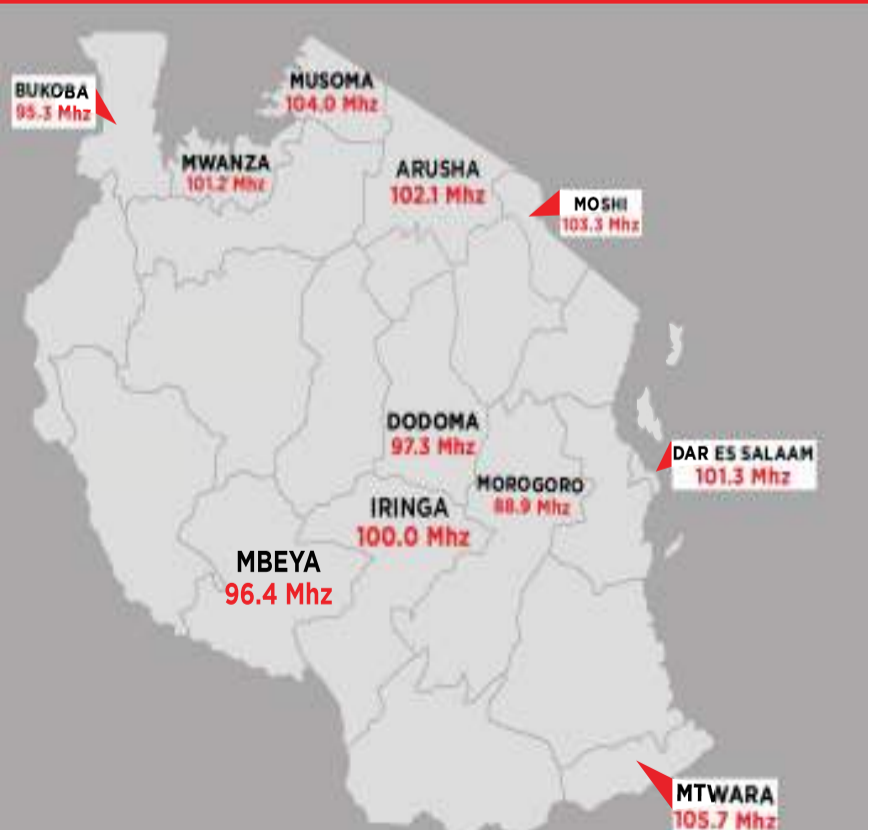 BUKOBA
95.3 Mhz
MUSOMA
104.0 Mhz
MWANZA
101.2 Mhz
ARUSHA
102.1 Mhz
MOSHI
103.3 Mhz
DODOMA
97.3 Mhz
DAR ES SALAAM
101.3 Mhz
MOROGORO
88.9 Mhz
IRINGA
100.0 Mhz
MBEYA
96.4 Mhz
MTWARA
105.7 Mhz